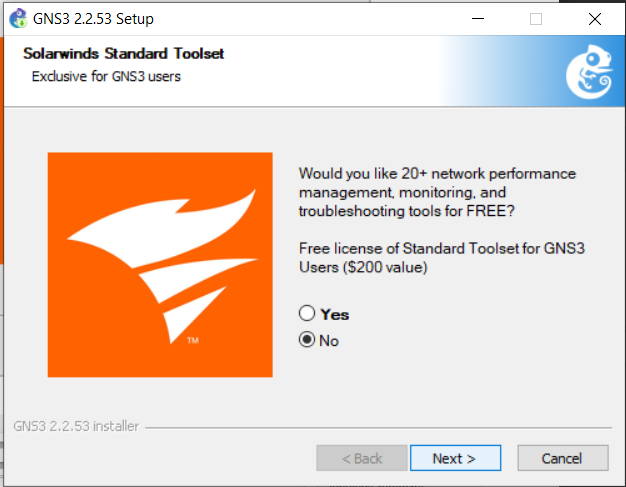 GNS3 2.2.53 Setup
Solarwinds Standard Toolset
Exclusive for GNS3 users
Would you like 20+ network performance
management, monitoring, and
troubleshooting tools for FREE?
Free license of Standard Toolset for GNS3
Users ($200 value)
Yes
No
TM
GNS3 2.2.53 installer
< Back
Next >
Cancel